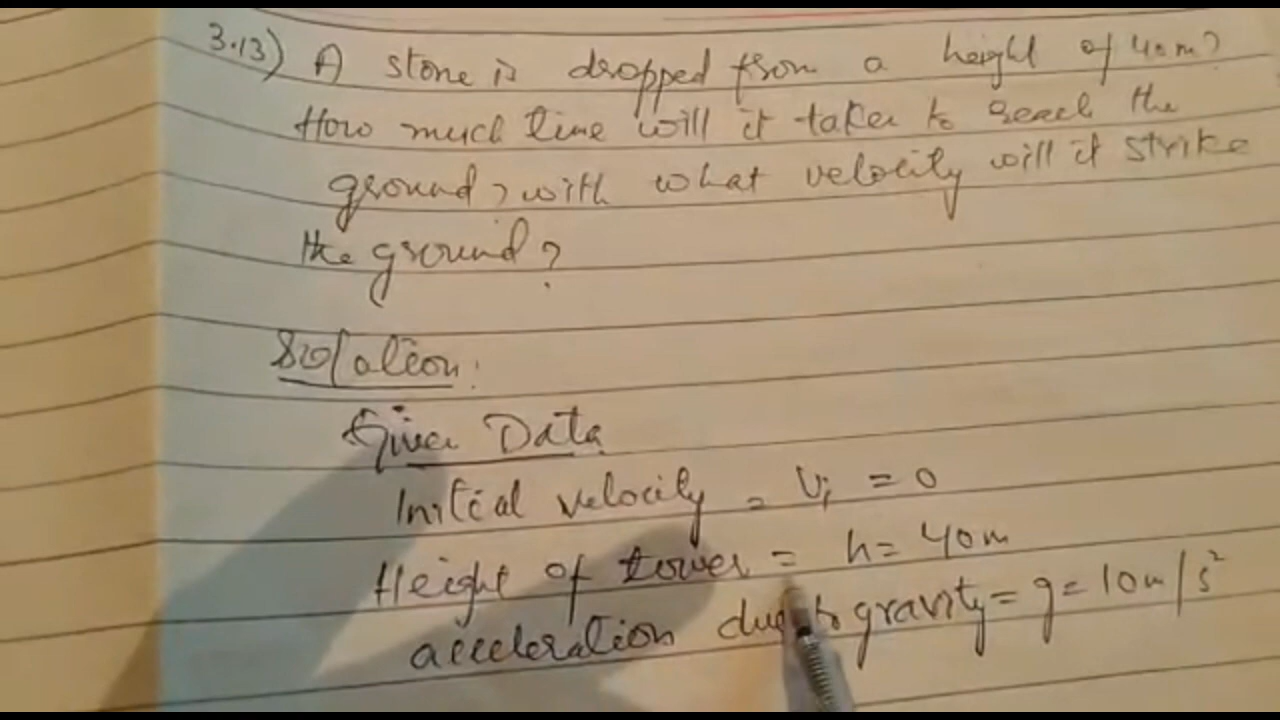 3.13) A stone is dropped from a height of 40m?
How much time will it taken to reach the
ground, with what velocity will it strike
the ground?
Solution:
Given Data
Initial velocity = Vi = 0
Height of tower = h = 40m
acceleration due to gravity = g = 10m/s²